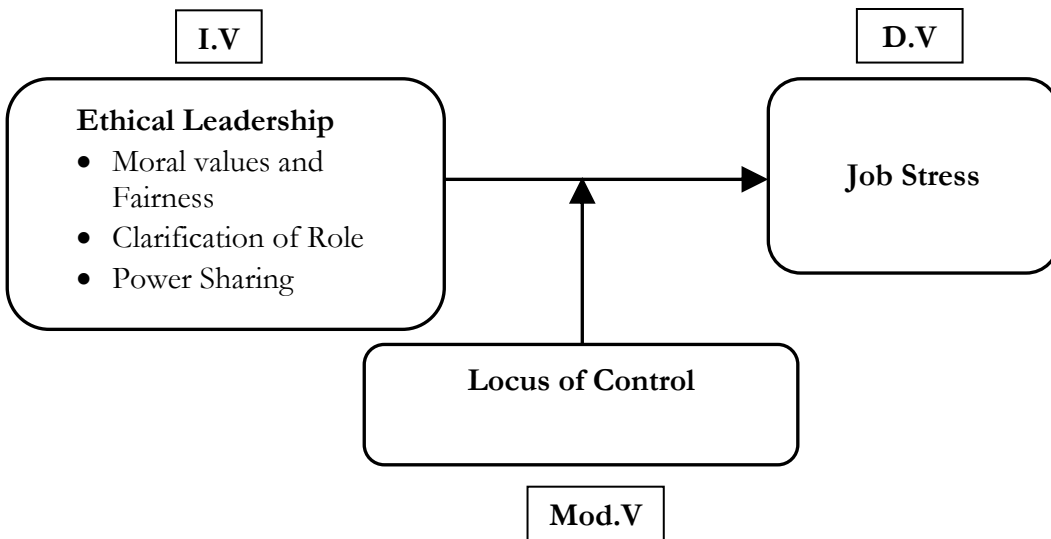 I.V
D.V
Ethical Leadership
• Moral values and
Fairness
• Clarification of Role
• Power Sharing
Job Stress
Locus of Control
Mod.V